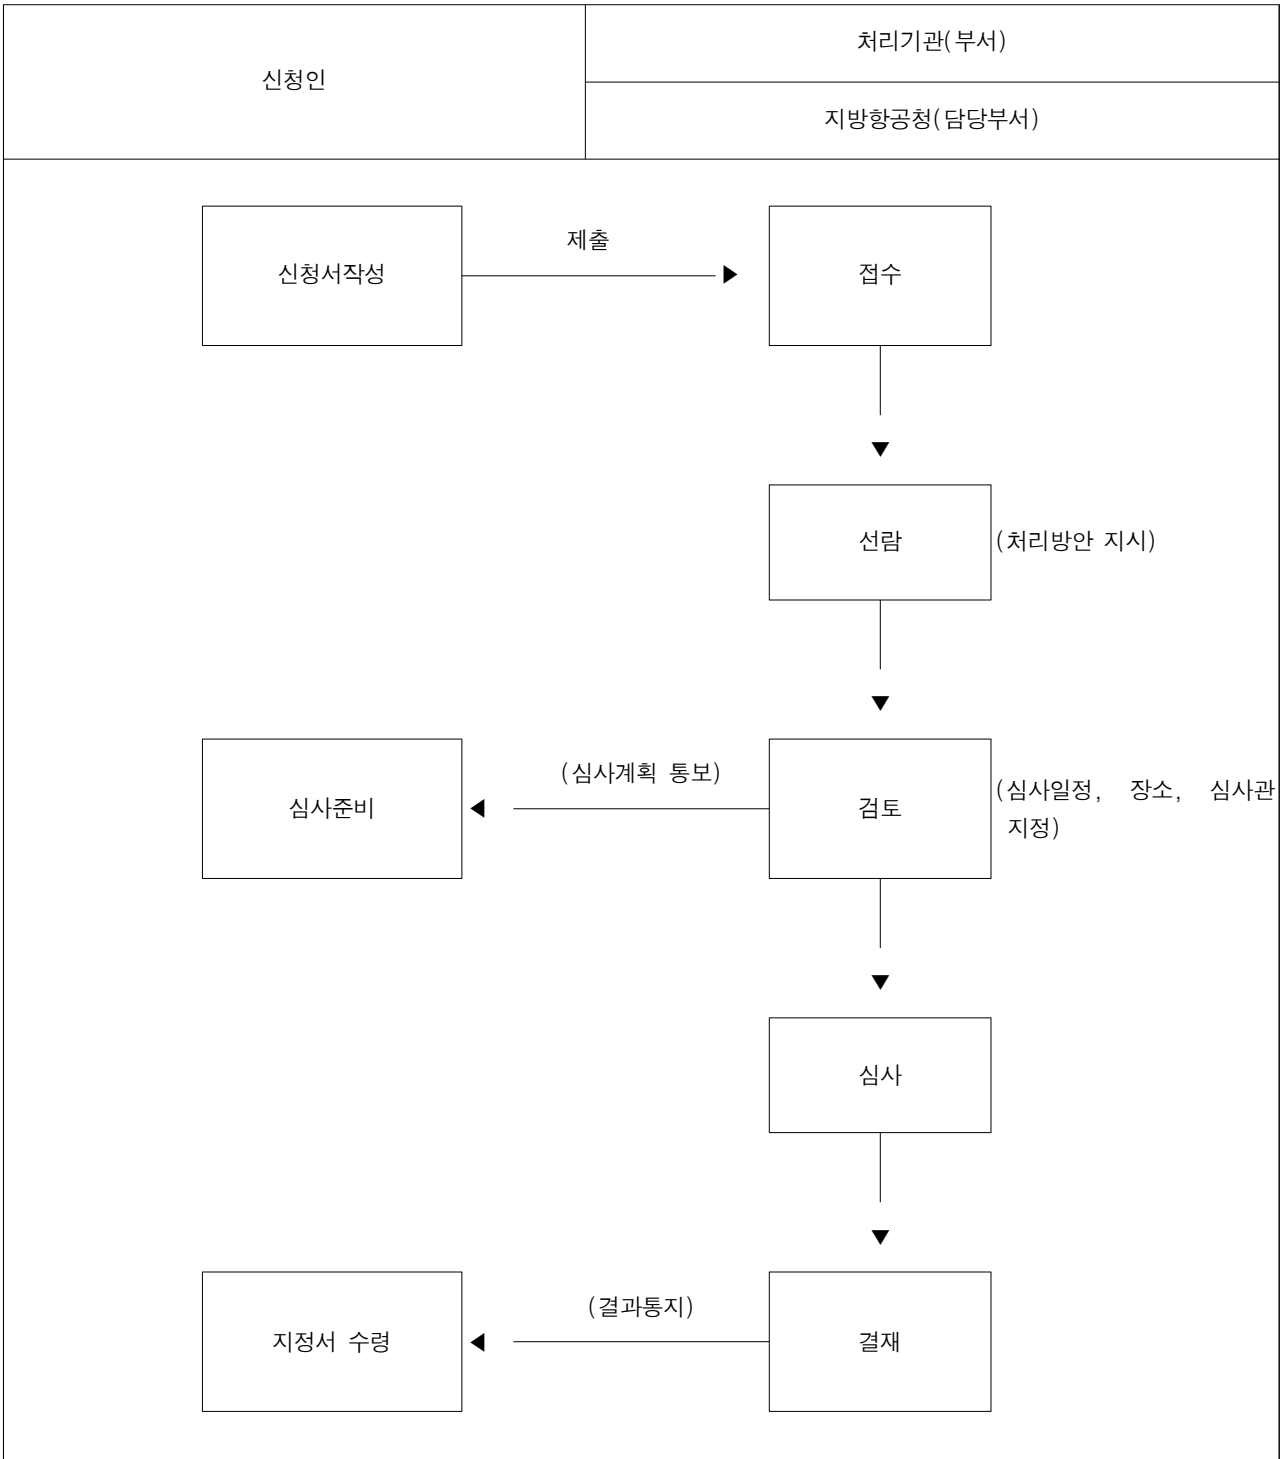 신청인
처리기관(부서)
지방항공청(담당부서)
신청서작성
제출
접수
선람
(처리방안 지시)
심사준비
(심사계획 통보)
검토
(심사일정, 장소, 심사관
지정)
심사
지정서 수령
(결과통지)
결재